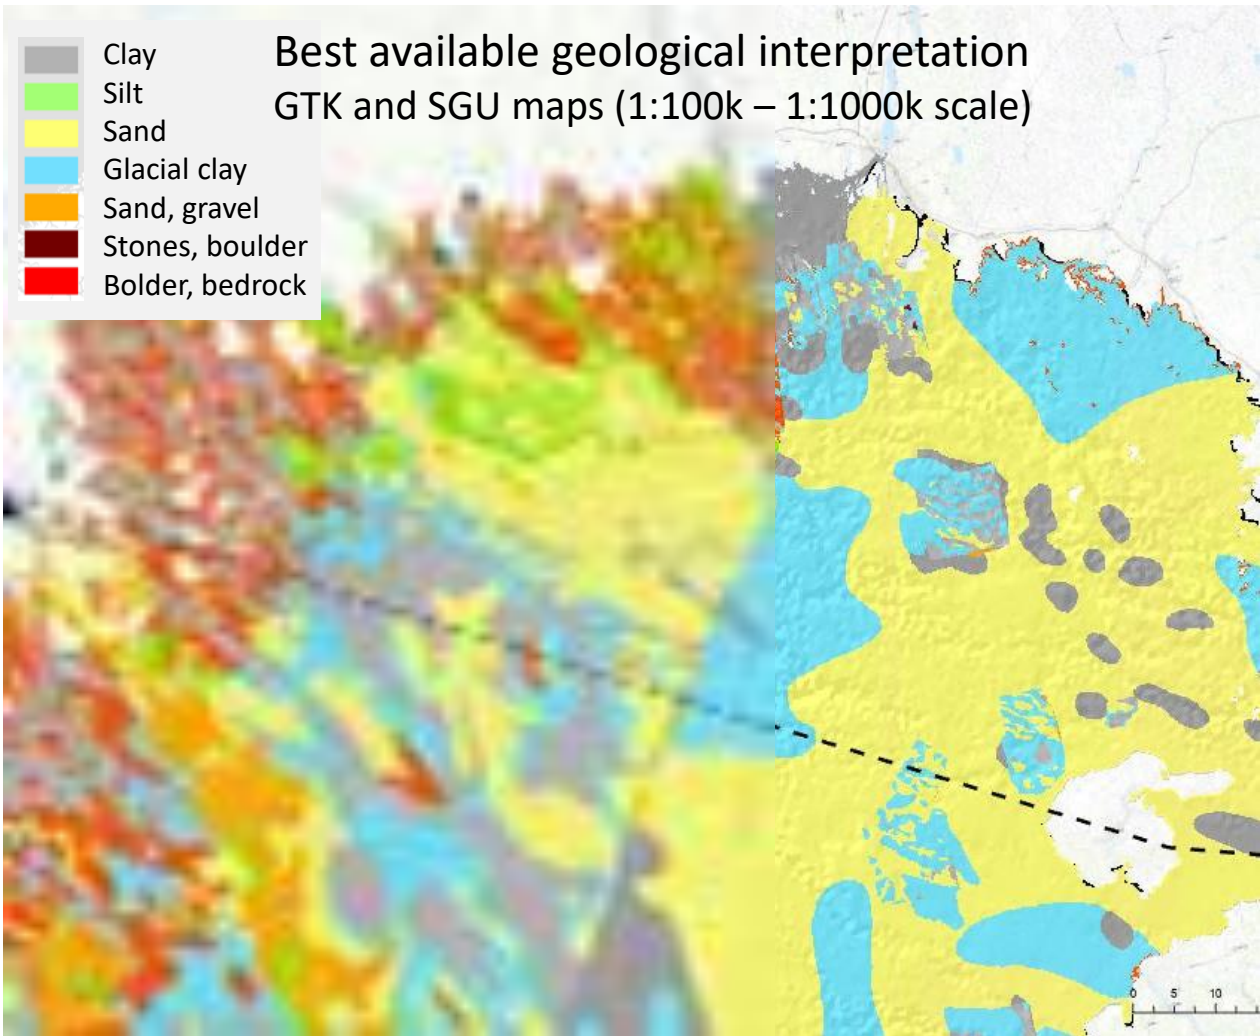 Best available geological interpretation
GTK and SGU maps (1:100k – 1:1000k scale)
Clay
Silt
Sand
Glacial clay
Sand, gravel
Stones, boulder
Bolder, bedrock
0 5 10